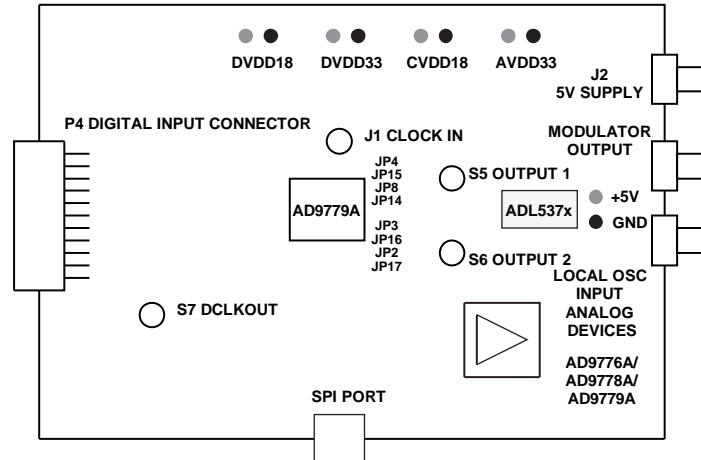 DVDD18
DVDD33
CVDD18
AVDD33
J2
5V SUPPLY
P4 DIGITAL INPUT CONNECTOR
J1 CLOCK IN
MODULATOR
OUTPUT
JP4
JP15
JP8
JP14
S5 OUTPUT 1
AD9779A
ADL537x
+5V
GND
JP3
JP16
JP2
JP17
S6 OUTPUT 2
LOCAL OSC
INPUT
ANALOG
DEVICES
S7 DCLKOUT
AD9776A/
AD9778A/
AD9779A
SPI PORT